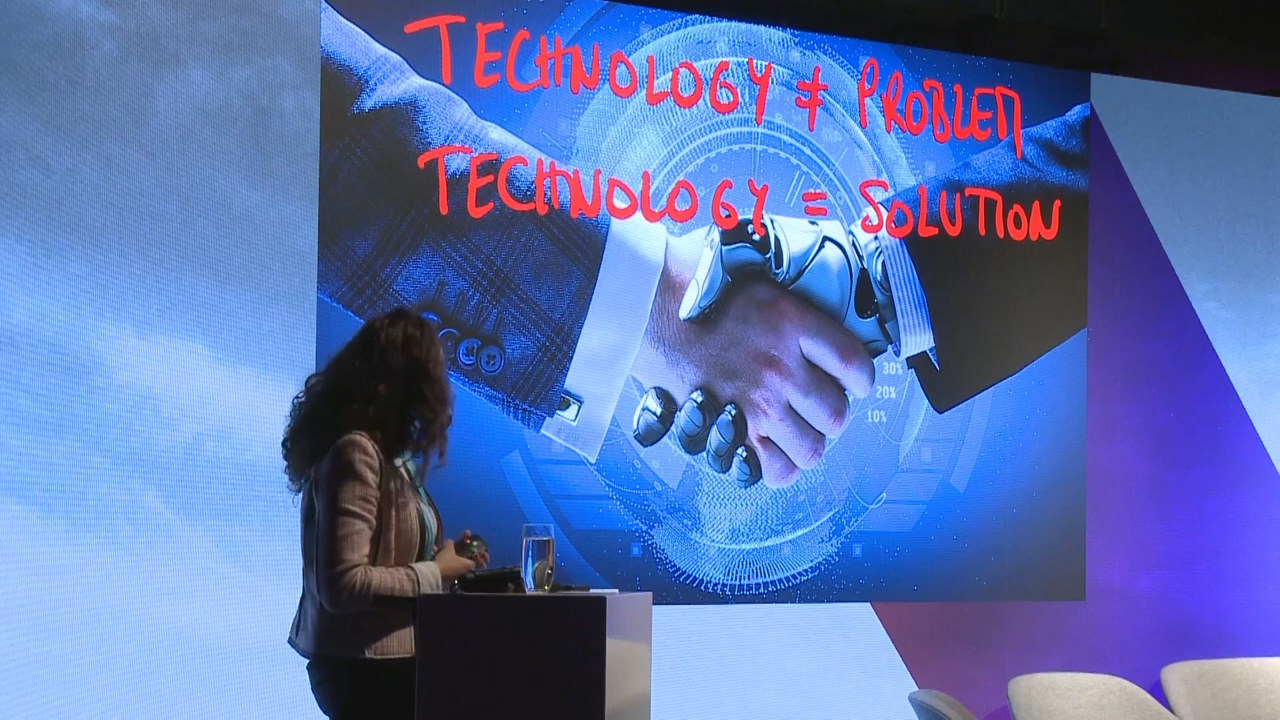 TECHNOLOGY ≠ PROBLEM
TECHNOLOGY = SOLUTION
30%
20%
10%